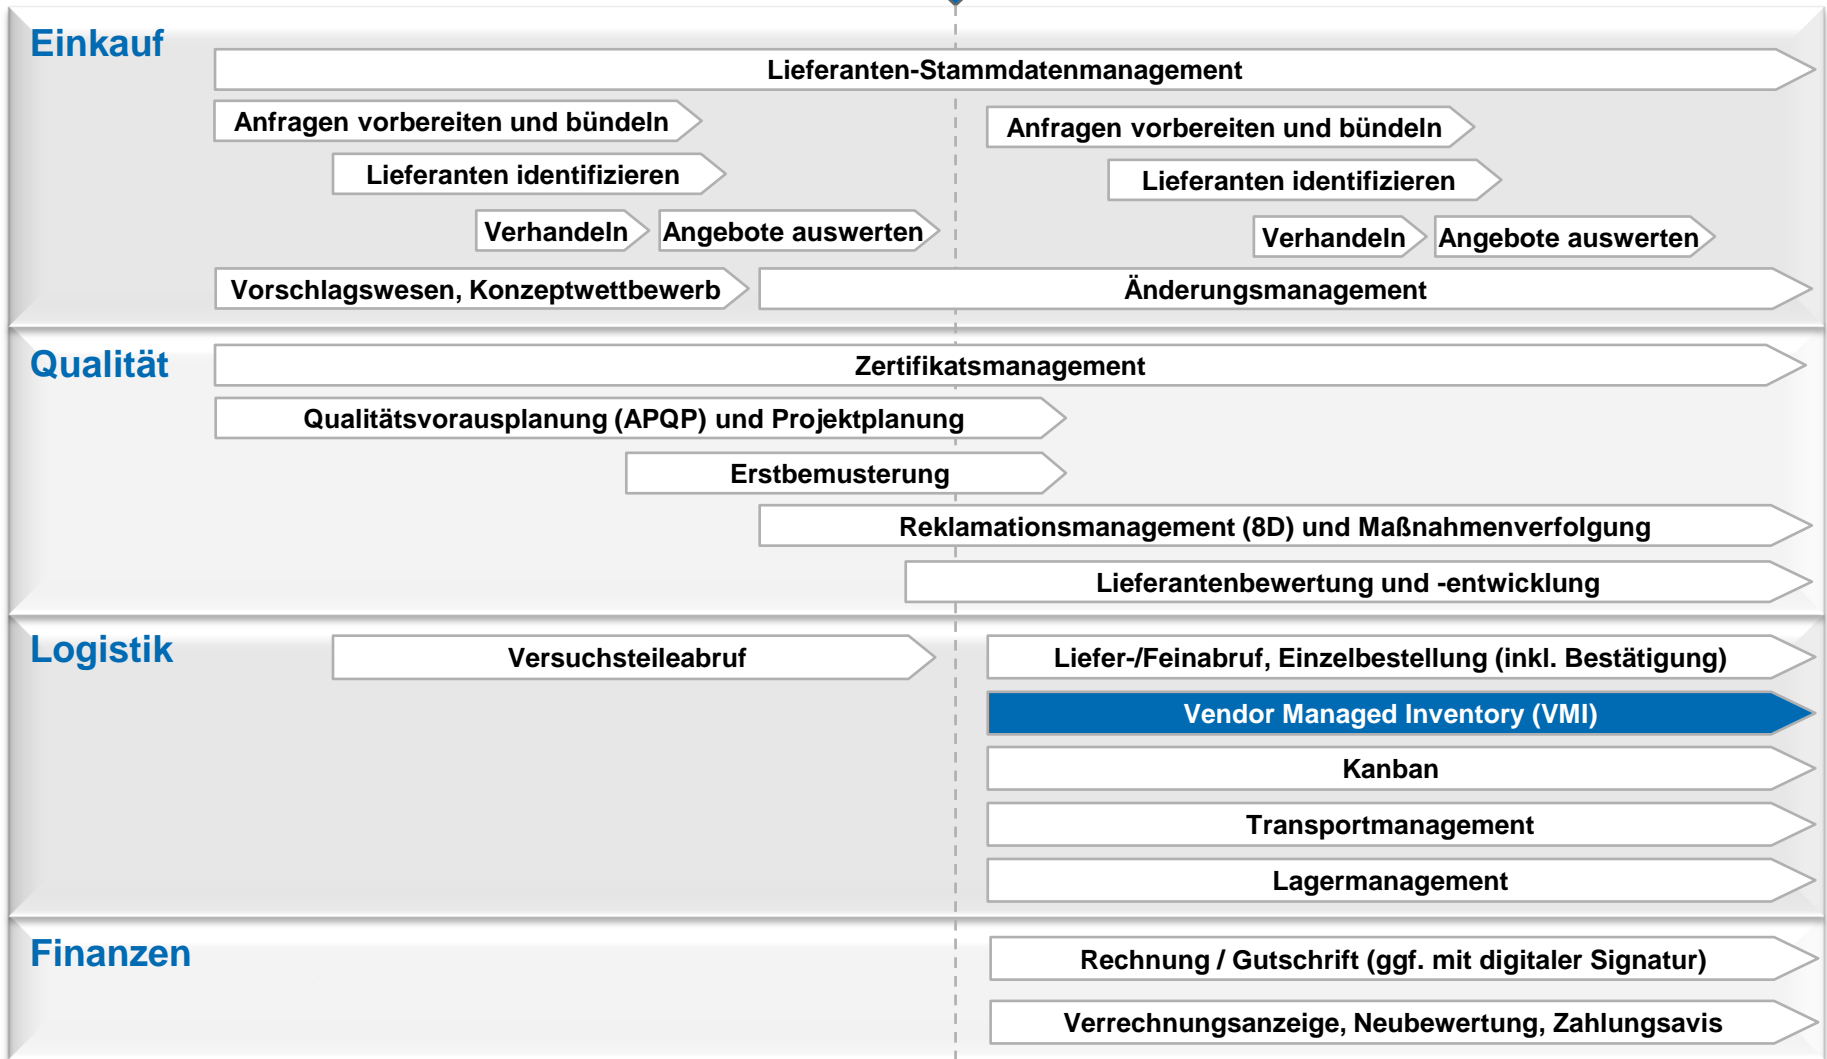 Einkauf
Lieferanten-Stammdatenmanagement
Anfragen vorbereiten und bündeln
Anfragen vorbereiten und bündeln
Lieferanten identifizieren
Lieferanten identifizieren
Verhandeln
Angebote auswerten
Verhandeln
Angebote auswerten
Vorschlagswesen, Konzeptwettbewerb
Änderungsmanagement
Qualität
Zertifikatsmanagement
Qualitätsvorausplanung (APQP) und Projektplanung
Erstbemusterung
Reklamationsmanagement (8D) und Maßnahmenverfolgung
Lieferantenbewertung und -entwicklung
Logistik
Versuchsteileabruf
Liefer-/Feinabruf, Einzelbestellung (inkl. Bestätigung)
Vendor Managed Inventory (VMI)
Kanban
Transportmanagement
Lagermanagement
Finanzen
Rechnung / Gutschrift (ggf. mit digitaler Signatur)
Verrechnungsanzeige, Neubewertung, Zahlungsavis